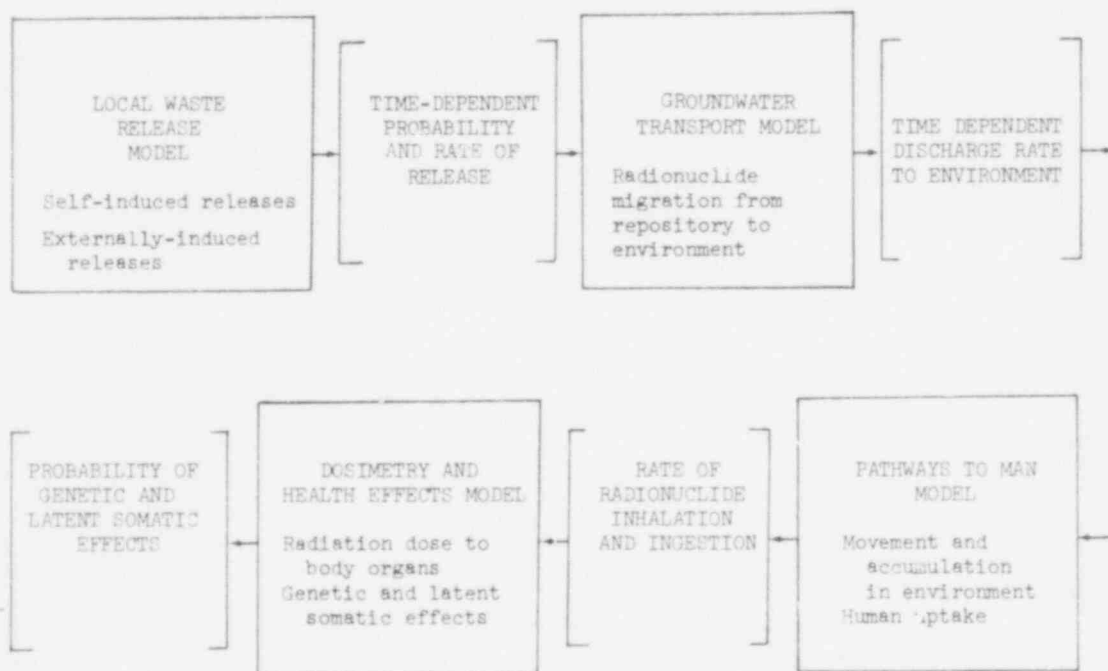 LOCAL WASTE
RELEASE
MODEL
Self-induced releases
Externally-induced
releases
TIME-DEPENDENT
PROBABILITY
AND RATE OF
RELEASE
GROUNDWATER
TRANSPORT MODEL
Radionuclide
migration from
repository to
environment
TIME DEPENDENT
DISCHARGE RATE
TO ENVIRONMENT
PROBABILITY OF
GENETIC AND
LATENT SOMATIC
EFFECTS
DOSIMETRY AND
HEALTH EFFECTS MODEL
Radiation dose to
body organs
Genetic and latent
somatic effects
RATE OF
RADIONUCLIDE
INHALATION
AND INGESTION
PATHWAYS TO MAN
MODEL
Movement and
accumulation
in environment
Human uptake